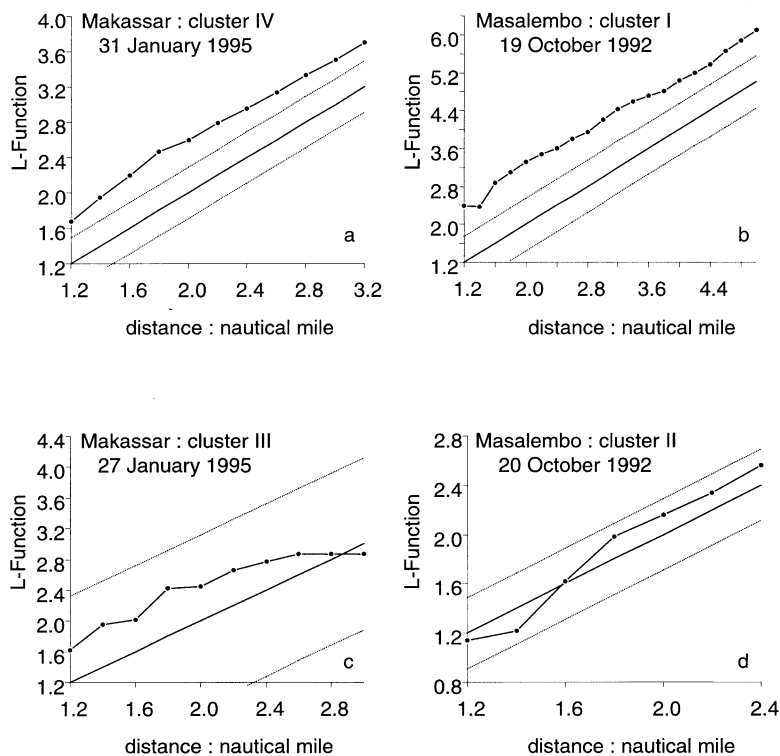 Makassar : cluster IV
31 January 1995
L-Function
4.0
3.6
3.2
2.8
2.4
2.0
1.6
1.2
1.2 1.6 2.0 2.4 2.8 3.2
a
distance : nautical mile
Masalembo : cluster I
19 October 1992
L-Function
6.0
5.2
4.4
3.6
2.8
2.0
1.2
1.2 2.0 2.8 3.6 4.4
b
distance : nautical mile
Makassar : cluster III
27 January 1995
L-Function
4.4
4.0
3.6
3.2
2.8
2.4
2.0
1.6
1.2
1.2 1.6 2.0 2.4 2.8
c
distance : nautical mile
Masalembo : cluster II
20 October 1992
L-Function
2.8
2.4
2.0
1.6
1.2
0.8
1.2 1.6 2.0 2.4
d
distance : nautical mile